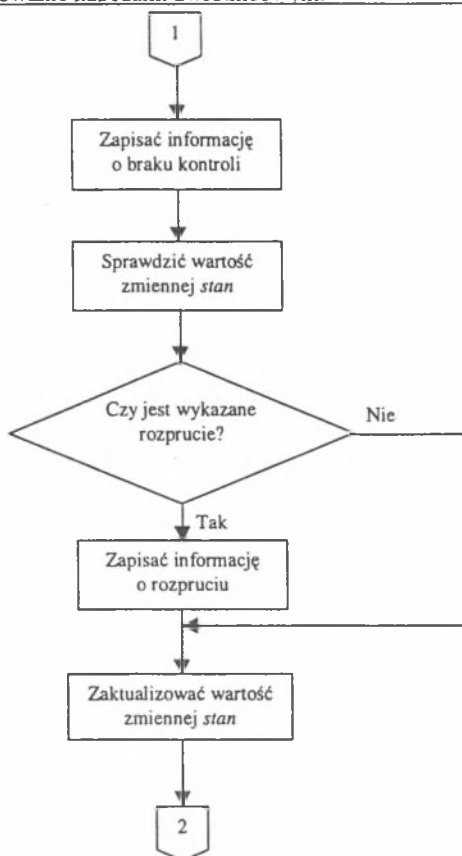 1
Zapisać informację
o braku kontroli
Sprawdzić wartość
zmiennej stan
Czy jest wykazane
rozprucie?
Nie
Tak
Zapisać informację
o rozpruciu
Zaktualizować wartość
zmiennej stan
2